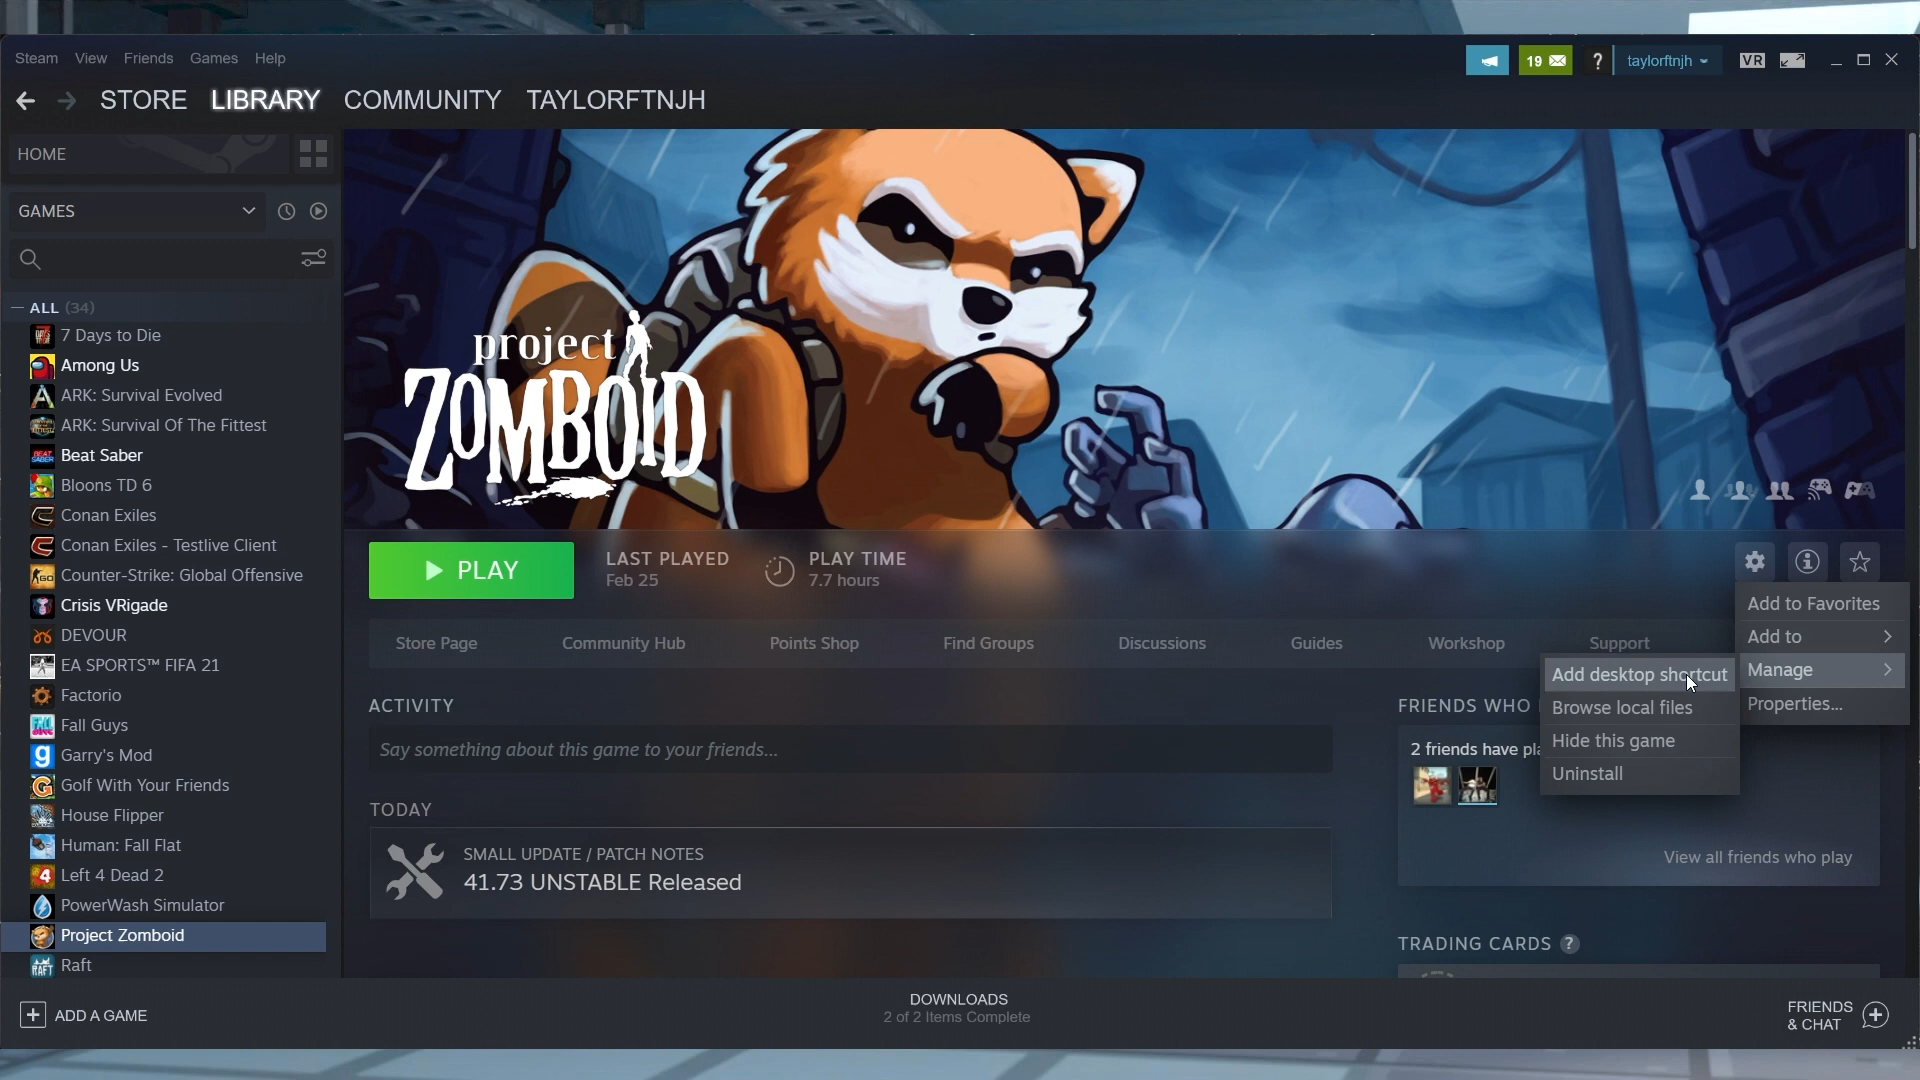 Steam View Friends Games Help
19
?
taylorftnjh
VR
STORE LIBRARY COMMUNITY TAYLORFTNJH
HOME
GAMES
ALL (34)
7 Days to Die
Among Us
ARK: Survival Evolved
ARK: Survival Of The Fittest
Beat Saber
Bloons TD 6
Conan Exiles
Conan Exiles - Testlive Client
Counter-Strike: Global Offensive
Crisis VRigade
DEVOUR
EA SPORTS™ FIFA 21
Factorio
Fall Guys
Garry's Mod
Golf With Your Friends
House Flipper
Human: Fall Flat
Left 4 Dead 2
PowerWash Simulator
Project Zomboid
Raft
ADD A GAME
project
ZOMBOID
PLAY
LAST PLAYED
Feb 25
PLAY TIME
7.7 hours
Store Page Community Hub Points Shop Find Groups Discussions Guides Workshop Support
Add to Favorites
Add to
Manage
Properties...
Add desktop shortcut
Browse local files
Hide this game
Uninstall
ACTIVITY
Say something about this game to your friends...
TODAY
SMALL UPDATE / PATCH NOTES
41.73 UNSTABLE Released
FRIENDS WHO
2 friends have
View all friends who play
TRADING CARDS ?
DOWNLOADS
2 of 2 Items Complete
FRIENDS
& CHAT